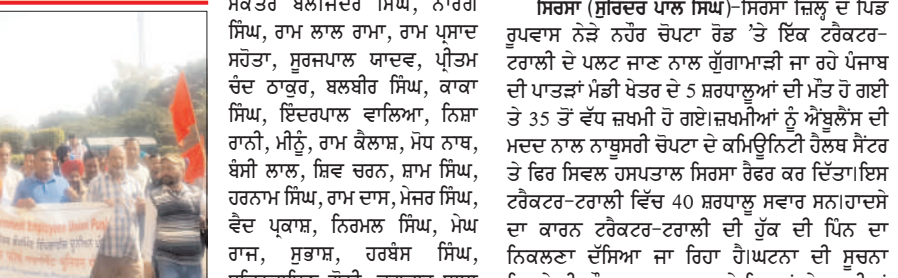 ਸਕੱਤਰ ਬਲਜਿੰਦਰ ਸਿੰਘ, ਨਾਰੰਗ
ਸਿੰਘ, ਰਾਮ ਲਾਲ ਰਾਮਾ, ਰਾਮ ਪ੍ਰਸਾਦ
ਸਹੋਤਾ, ਸੂਰਜਪਾਲ ਯਾਦਵ, ਪ੍ਰੀਤਮ
ਚੰਦ ਠਾਕੁਰ, ਬਲਬੀਰ ਸਿੰਘ, ਕਾਕਾ
ਸਿੰਘ, ਇੰਦਰਪਾਲ ਵਾਲਿਆ, ਨਿਸ਼ਾ
ਰਾਨੀ, ਮੀਨੂੰ, ਰਾਮ ਕੈਲਾਸ਼, ਮੋਧ ਨਾਥ,
ਬੰਸੀ ਲਾਲ, ਸ਼ਿਵ ਚਰਨ, ਸ਼ਾਮ ਸਿੰਘ,
ਹਰਨਾਮ ਸਿੰਘ, ਰਾਮ ਦਾਸ, ਮੇਜਰ ਸਿੰਘ,
ਵੈਦ ਪ੍ਰਕਾਸ਼, ਨਿਰਮਲ ਸਿੰਘ, ਮੇਘ
ਰਾਜ, ਸੁਭਾਸ਼, ਹਰਬੰਸ ਸਿੰਘ,
ਸਿਰਸਾ (ਸੁਰਿੰਦਰ ਪਾਲ ਸਿੰਘ)-ਸਿਰਸਾ ਜ਼ਿਲ੍ਹੇ ਦੇ ਪਿੰਡ
ਰੂਪਵਾਸ ਨੇੜੇ ਨਹੌਰ ਚੋਪਟਾ ਰੋਡ 'ਤੇ ਇੱਕ ਟਰੈਕਟਰ-
ਟਰਾਲੀ ਦੇ ਪਲਟ ਜਾਣ ਨਾਲ ਗੁੱਗਾਮਾੜੀ ਜਾ ਰਹੇ ਪੰਜਾਬ
ਦੀ ਪਾਤੜਾਂ ਮੰਡੀ ਖੇਤਰ ਦੇ 5 ਸ਼ਰਧਾਲੂਆਂ ਦੀ ਮੌਤ ਹੋ ਗਈ
ਤੇ 35 ਤੋਂ ਵੱਧ ਜ਼ਖਮੀ ਹੋ ਗਏ।ਜ਼ਖਮੀਆਂ ਨੂੰ ਐਂਬੂਲੈਂਸ ਦੀ
ਮਦਦ ਨਾਲ ਨਾਥੂਸਰੀ ਚੋਪਟਾ ਦੇ ਕਮਿਊਨਿਟੀ ਹੈਲਥ ਸੈਂਟਰ
ਤੇ ਫਿਰ ਸਿਵਲ ਹਸਪਤਾਲ ਸਿਰਸਾ ਰੈਫਰ ਕਰ ਦਿੱਤਾ।ਇਸ
ਟਰੈਕਟਰ-ਟਰਾਲੀ ਵਿੱਚ 40 ਸ਼ਰਧਾਲੂ ਸਵਾਰ ਸਨ।ਹਾਦਸੇ
ਦਾ ਕਾਰਨ ਟਰੈਕਟਰ-ਟਰਾਲੀ ਦੀ ਹੁੱਕ ਦੀ ਪਿੰਨ ਦਾ
ਨਿਕਲਣਾ ਦੱਸਿਆ ਜਾ ਰਿਹਾ ਹੈ।ਘਟਨਾ ਦੀ ਸੂਚਨਾ